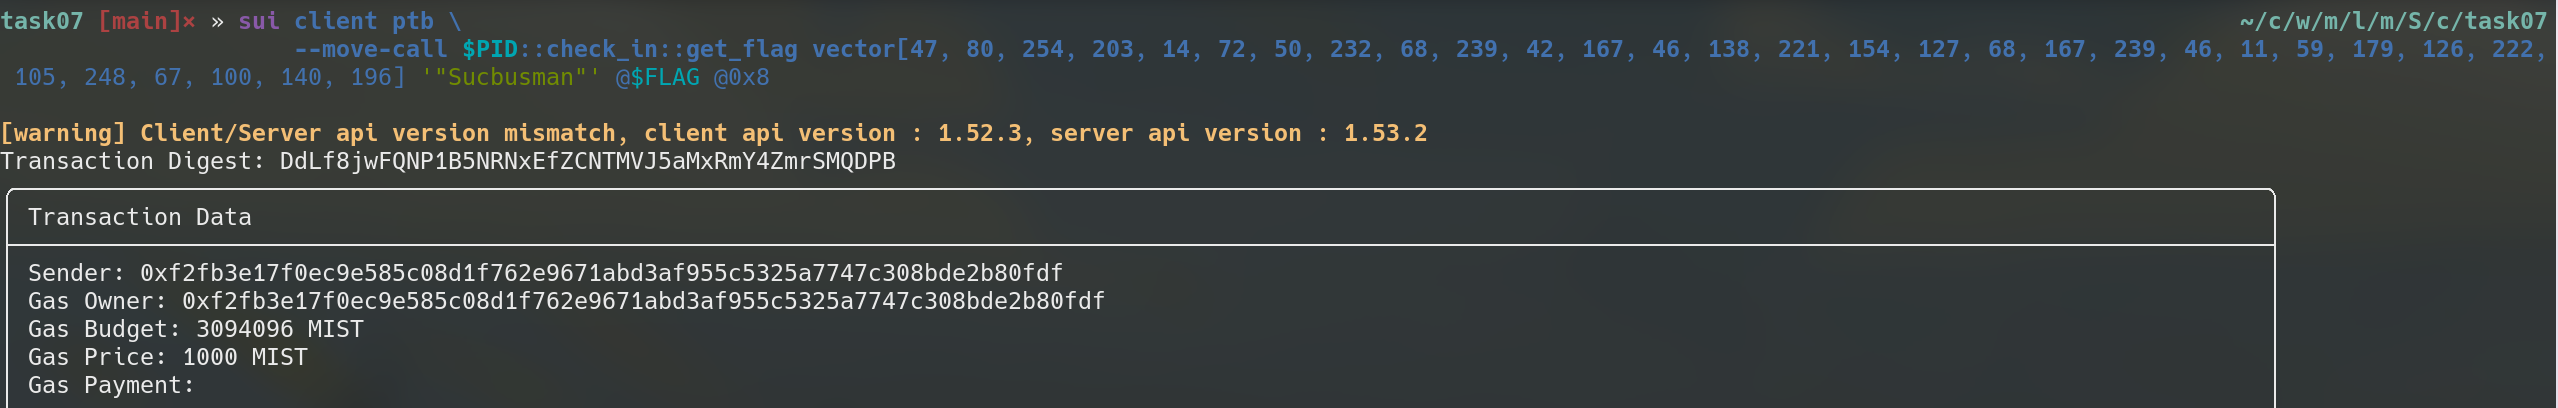 task07 [main]× » sui client ptb \ ~/c/w/m/l/m/S/c/task07
--move-call $PID::check_in::get_flag vector[47, 80, 254, 203, 14, 72, 50, 232, 68, 239, 42, 167, 46, 138, 221, 154, 127, 68, 167, 239, 46, 11, 59, 179, 126, 222,
105, 248, 67, 100, 140, 196] '"Sucbusman"' @$FLAG @0x8
[warning] Client/Server api version mismatch, client api version : 1.52.3, server api version : 1.53.2
Transaction Digest: DdLf8jwFQNP1B5NRNxEfZCNTMVJ5aMxRmY4ZmrSMQDPB
Transaction Data
Sender: 0xf2fb3e17f0ec9e585c08d1f762e9671abd3af955c5325a7747c308bde2b80fdf
Gas Owner: 0xf2fb3e17f0ec9e585c08d1f762e9671abd3af955c5325a7747c308bde2b80fdf
Gas Budget: 3094096 MIST
Gas Price: 1000 MIST
Gas Payment: